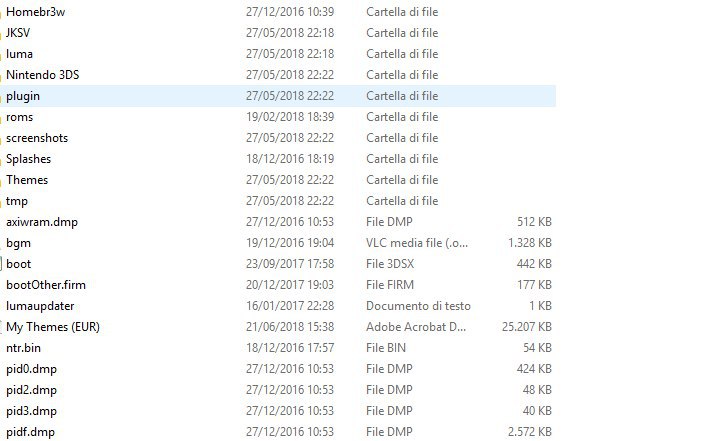 Homebr3w 27/12/2016 10:39 Cartella di file
JKSV 27/05/2018 22:18 Cartella di file
luma 27/05/2018 22:18 Cartella di file
Nintendo 3DS 27/05/2018 22:22 Cartella di file
plugin 27/05/2018 22:22 Cartella di file
roms 19/02/2018 18:39 Cartella di file
screenshots 27/05/2018 22:22 Cartella di file
Splashes 18/12/2016 18:19 Cartella di file
Themes 27/05/2018 22:22 Cartella di file
tmp 27/05/2018 22:22 Cartella di file
axiwram.dmp 27/12/2016 10:53 File DMP 512 KB
bgm 19/12/2016 19:04 VLC media file (.o... 1.328 KB
boot 23/09/2017 17:58 File 3DSX 442 KB
bootOther.firm 20/12/2017 19:03 File FIRM 177 KB
lumaupdater 16/01/2017 22:28 Documento di testo 1 KB
My Themes (EUR) 21/06/2018 15:38 Adobe Acrobat D... 25.207 KB
ntr.bin 18/12/2016 17:57 File BIN 54 KB
pid0.dmp 27/12/2016 10:53 File DMP 424 KB
pid2.dmp 27/12/2016 10:53 File DMP 48 KB
pid3.dmp 27/12/2016 10:53 File DMP 40 KB
pidf.dmp 27/12/2016 10:53 File DMP 2.572 KB